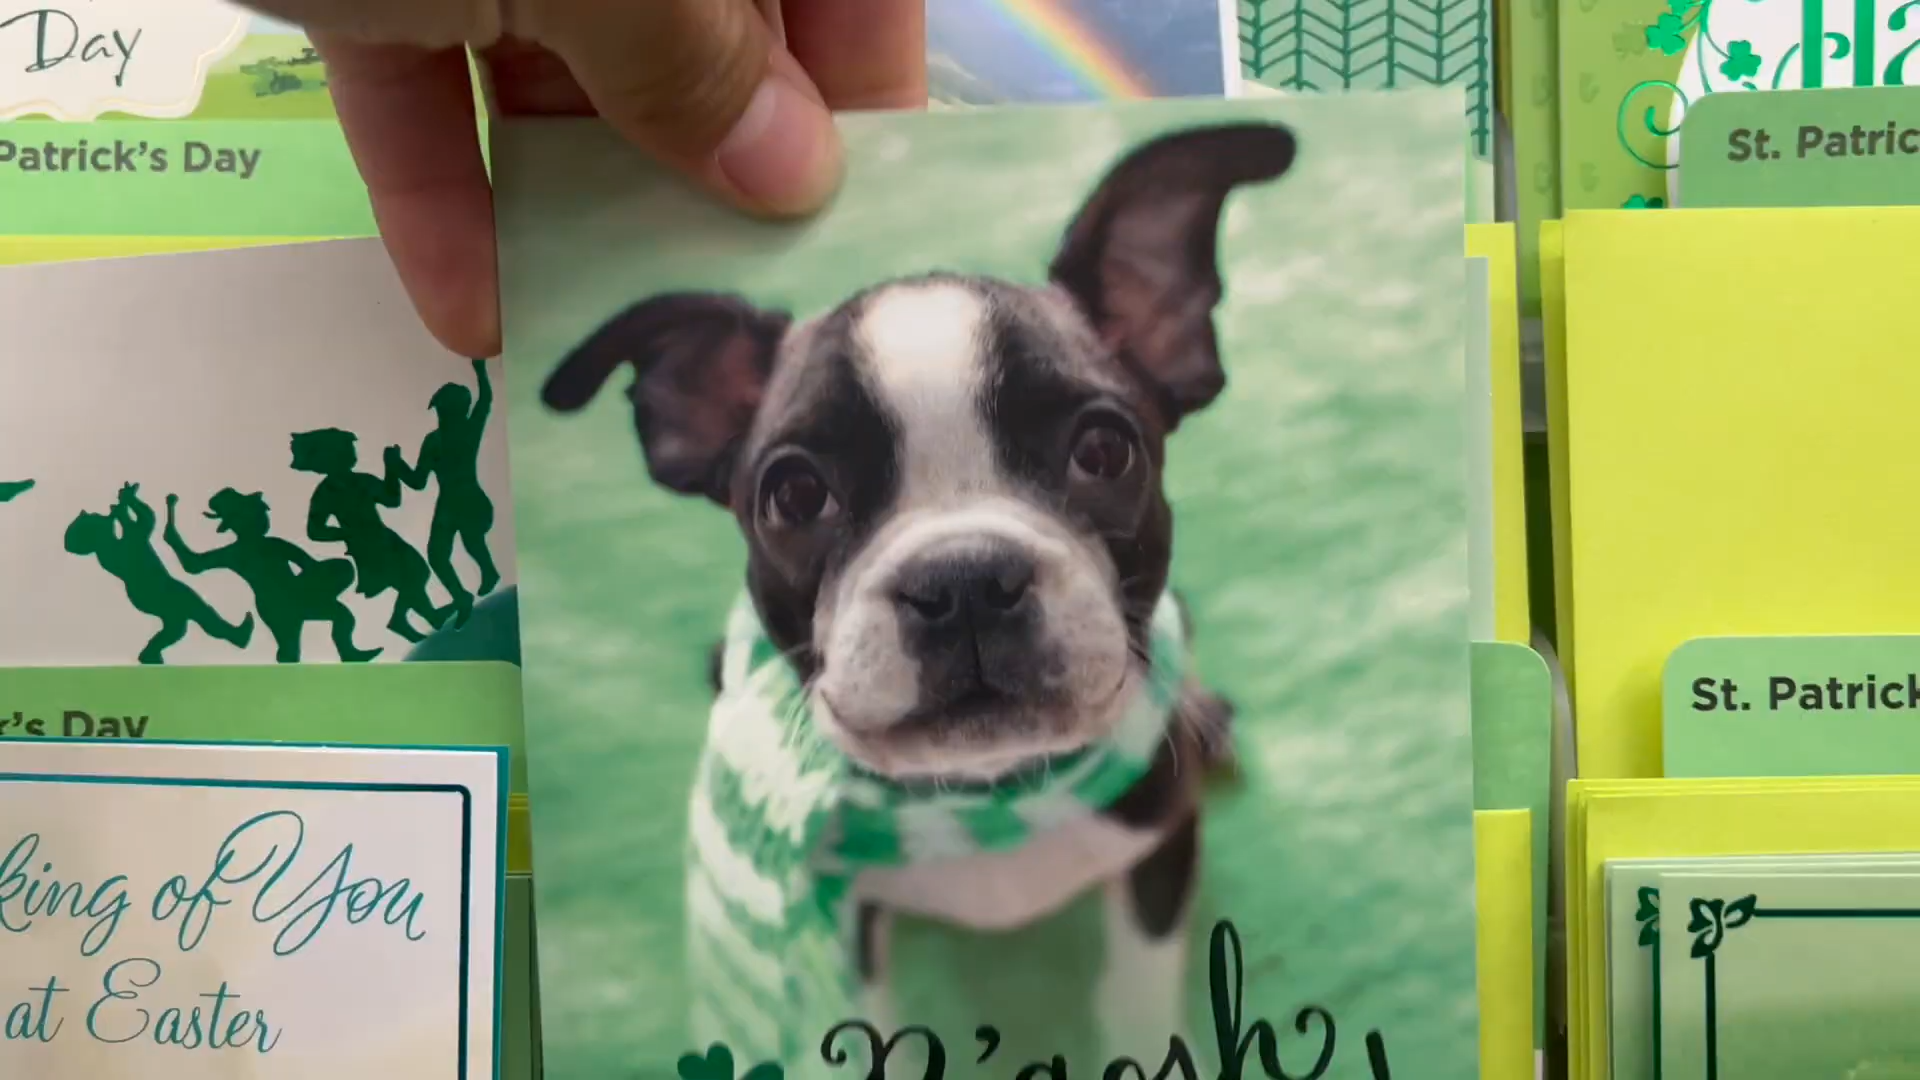 Day
Patrick's Day
St. Patric
's Day
St. Patrick
king of You
at Easter
B'gosh!